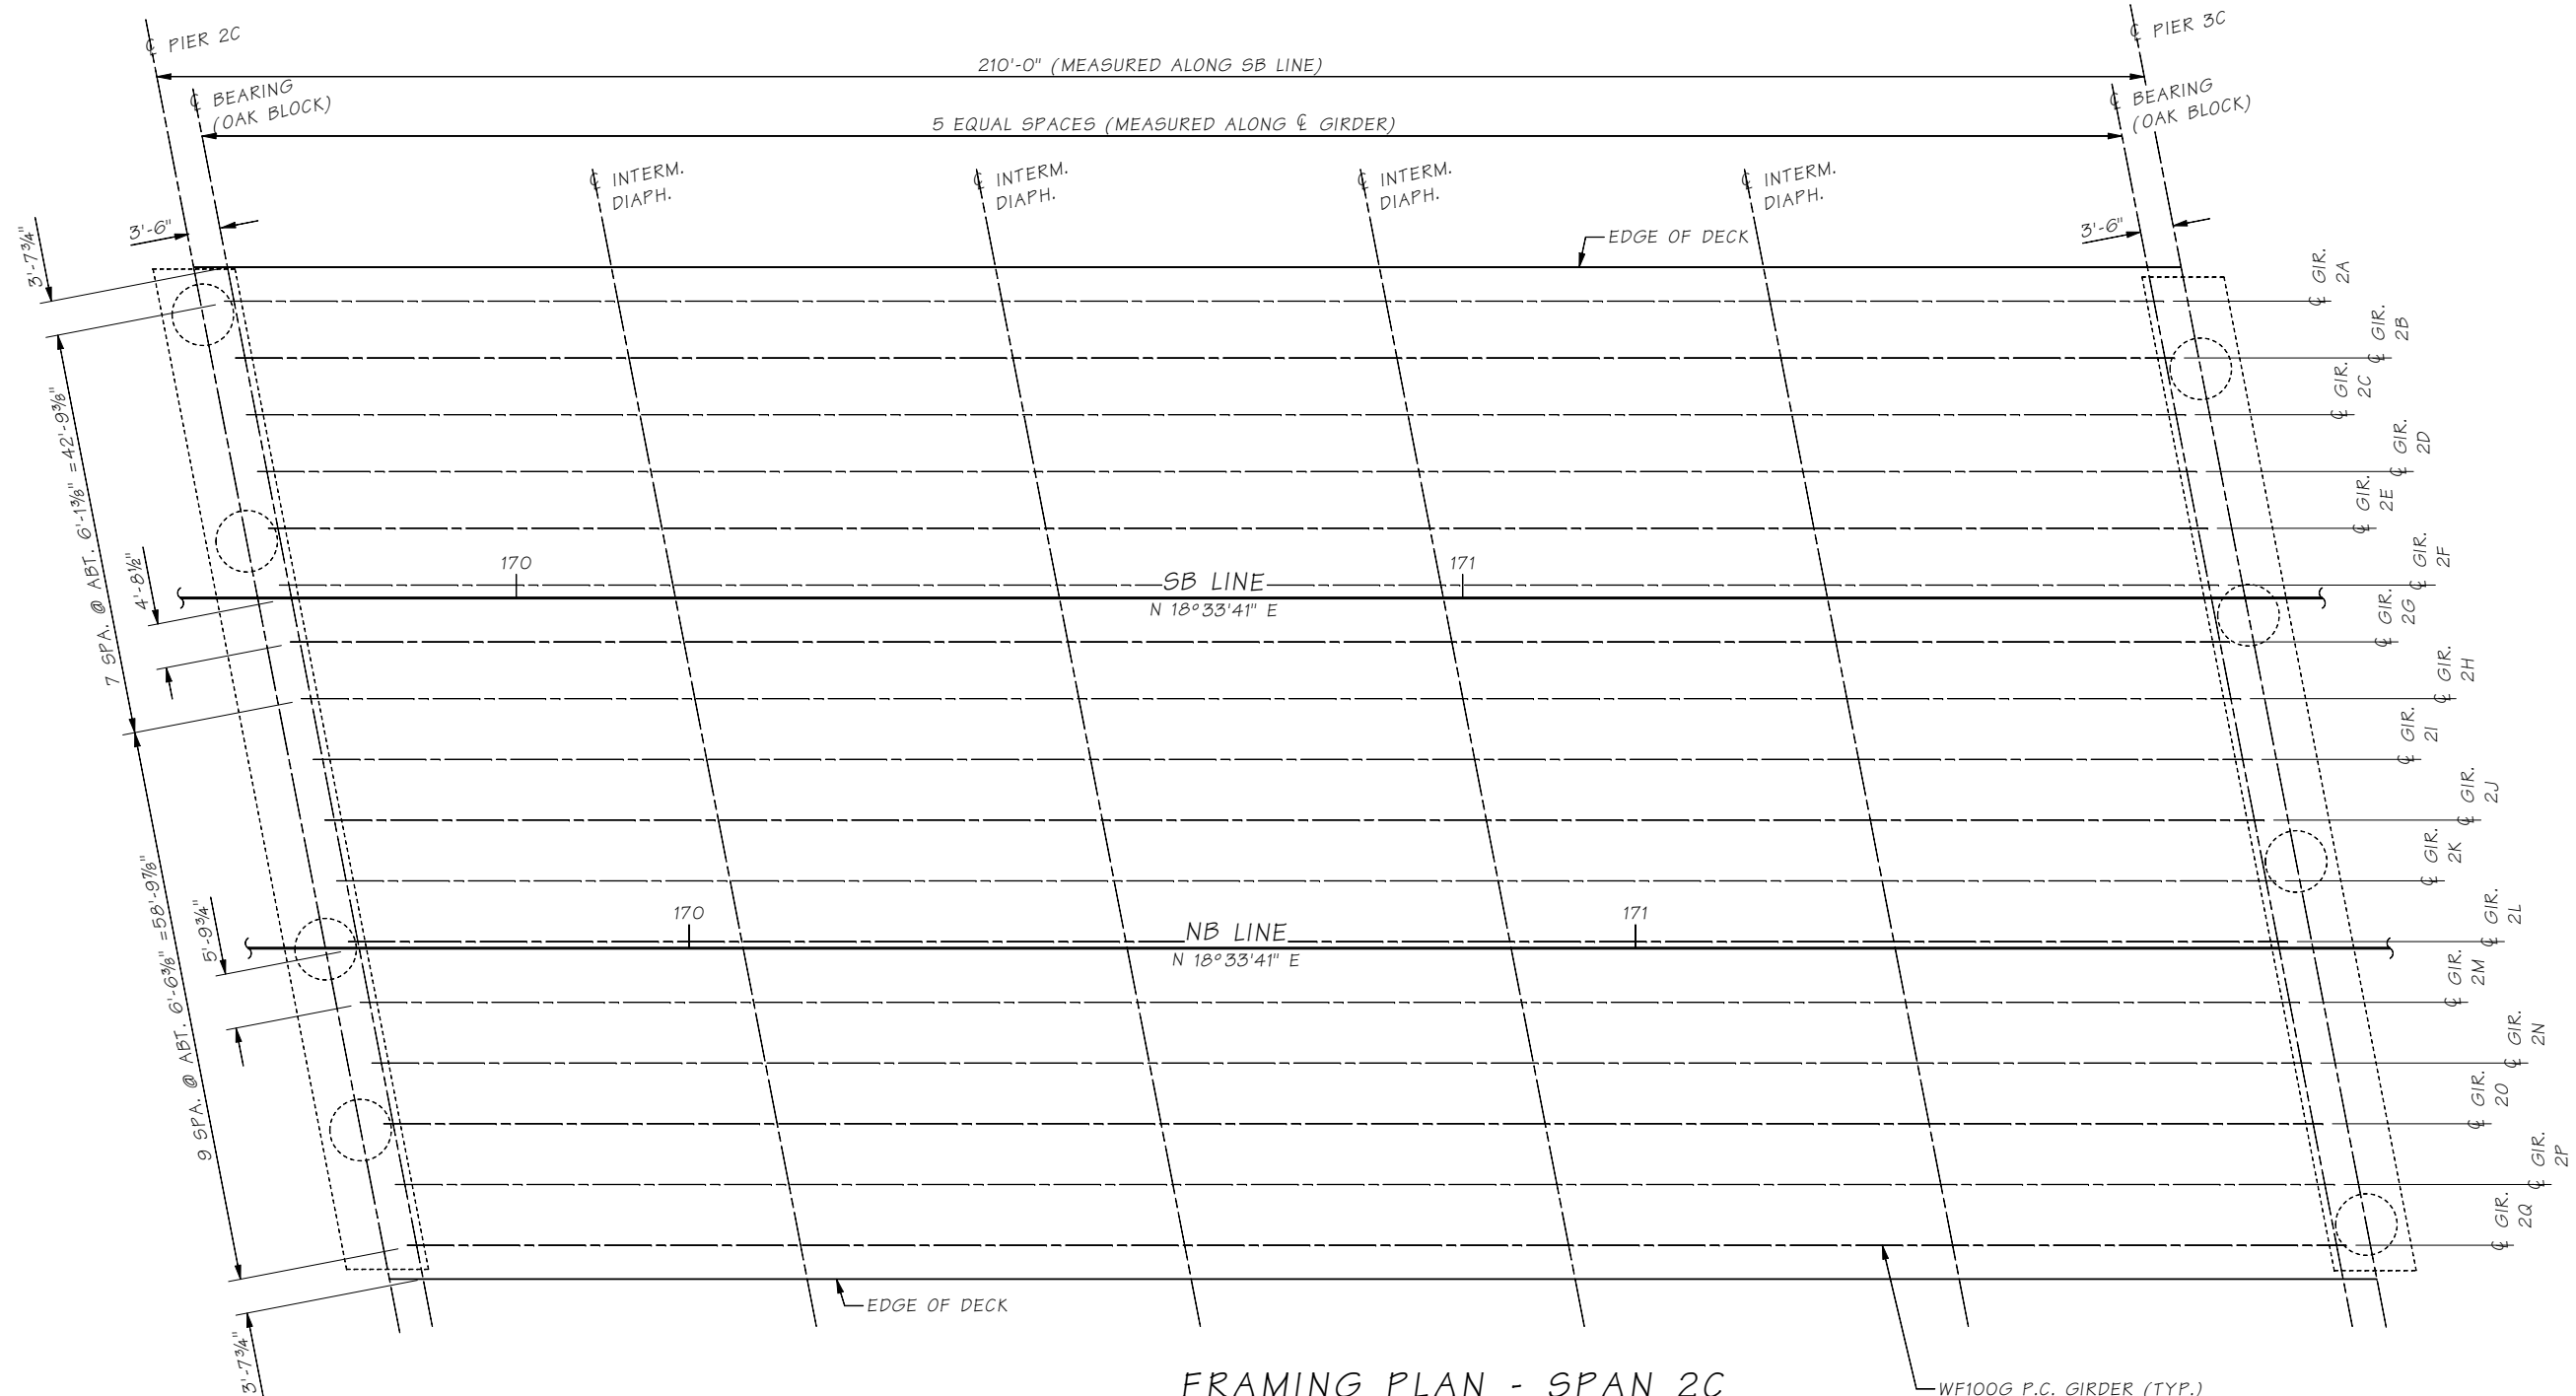 ℄ PIER 2C
℄ PIER 3C
210'-0" (MEASURED ALONG SB LINE)
℄ BEARING
(OAK BLOCK)
℄ BEARING
(OAK BLOCK)
5 EQUAL SPACES (MEASURED ALONG ℄ GIRDER)
℄ INTERM.
DIAPH.
℄ INTERM.
DIAPH.
℄ INTERM.
DIAPH.
℄ INTERM.
DIAPH.
3'-6"
3'-6"
3'-7¾"
EDGE OF DECK
℄ GIR.
2A
℄ GIR.
2B
℄ GIR.
2C
℄ GIR.
2D
℄ GIR.
2E
℄ GIR.
2F
℄ GIR.
2G
℄ GIR.
2H
℄ GIR.
2I
℄ GIR.
2J
℄ GIR.
2K
℄ GIR.
2L
℄ GIR.
2M
℄ GIR.
2N
℄ GIR.
2O
℄ GIR.
2P
℄ GIR.
2Q
7 SPA. @ ABT. 6'-1⅜" =42'-9⅜"
4'-8½"
170
171
SB LINE
N 18°33'41" E
9 SPA. @ ABT. 6'-6⅜" =58'-9⅞"
5'-9¾"
170
171
NB LINE
N 18°33'41" E
3'-7¾"
EDGE OF DECK
WF100G P.C. GIRDER (TYP.)
FRAMING PLAN - SPAN 2C